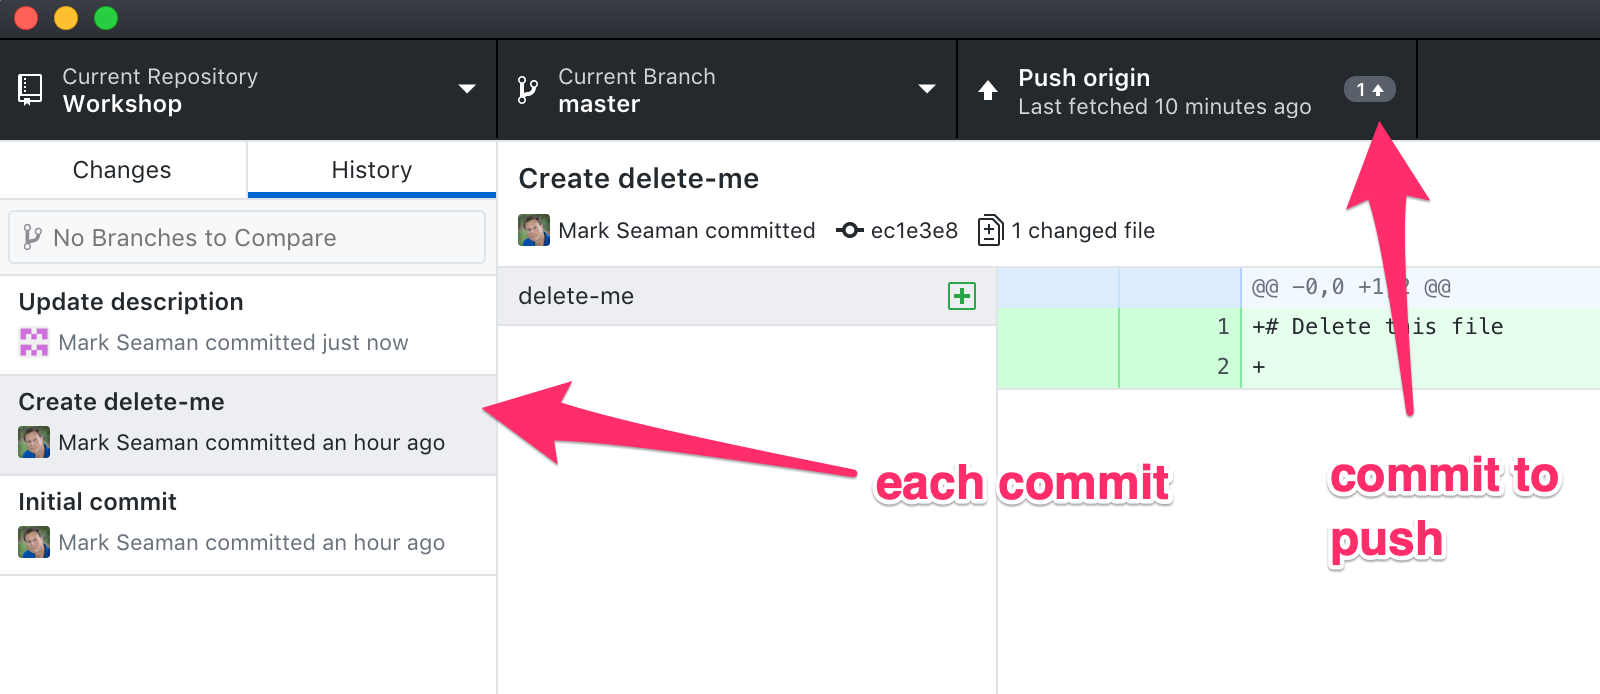 Current Repository
Workshop
Current Branch
master
Push origin
Last fetched 10 minutes ago
1
Changes
History
No Branches to Compare
Update description
Mark Seaman committed just now
Create delete-me
Mark Seaman committed an hour ago
Initial commit
Mark Seaman committed an hour ago
Create delete-me
Mark Seaman committed ec1e3e8 1 changed file
delete-me
@@ -0,0 +1,2 @@
1 +# Delete this file
2 +
each commit
commit to
push